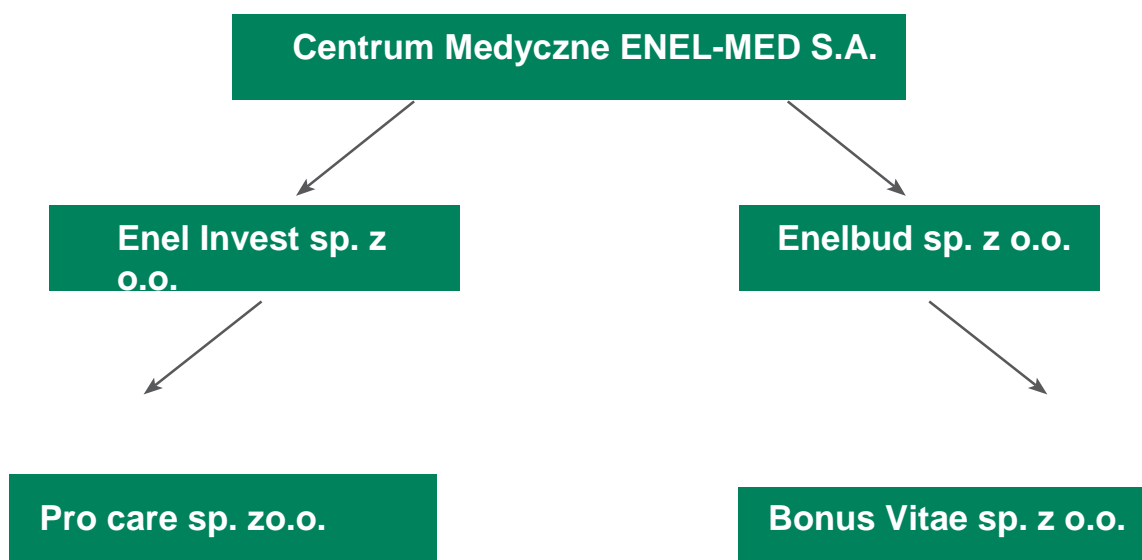 Centrum Medyczne ENEL-MED S.A.
Enel Invest sp. z
o.o.
Enelbud sp. z o.o.
Pro care sp. zo.o.
Bonus Vitae sp. z o.o.